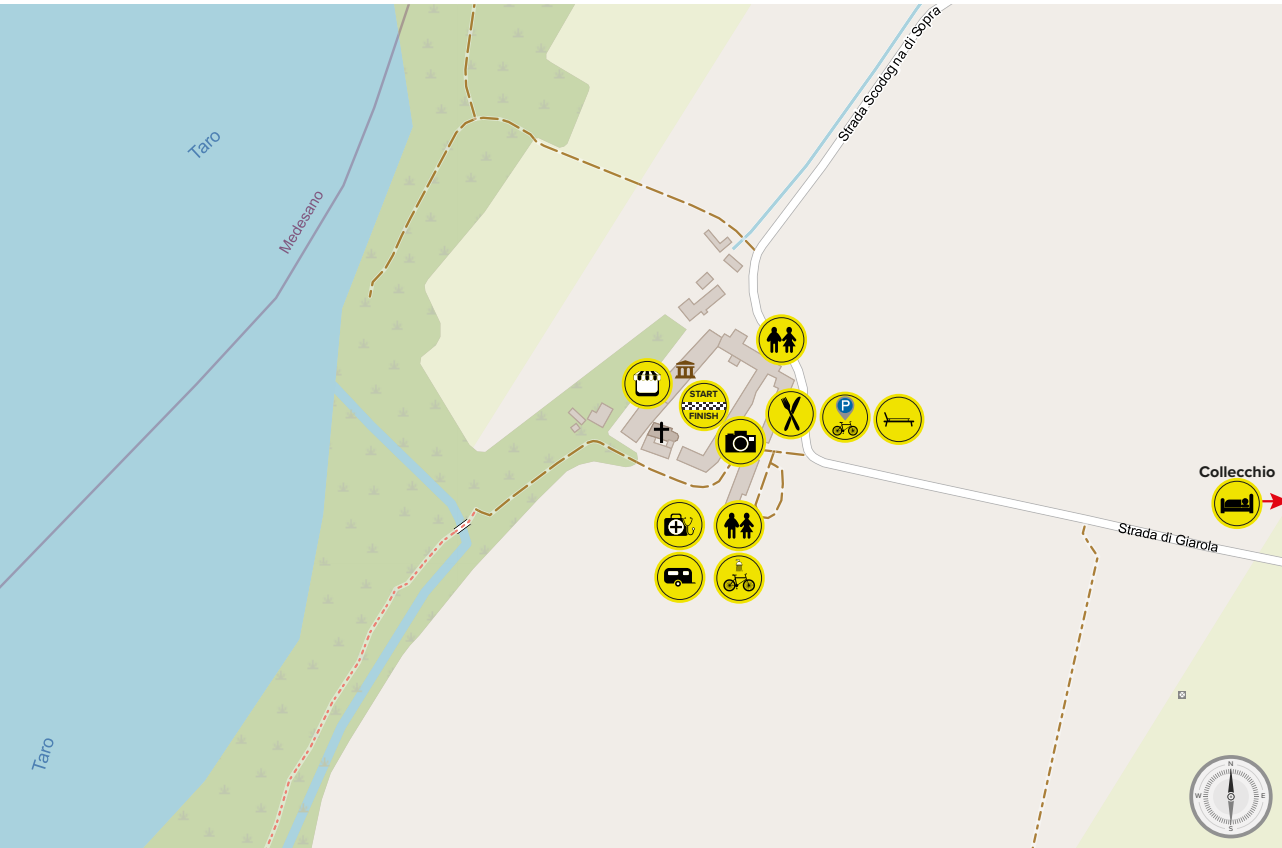 Strada Scodogna di Sopra
Taro
Medesano
START
FINISH
P
Collecchio
Strada di Giarola
Taro
N
W
E
S